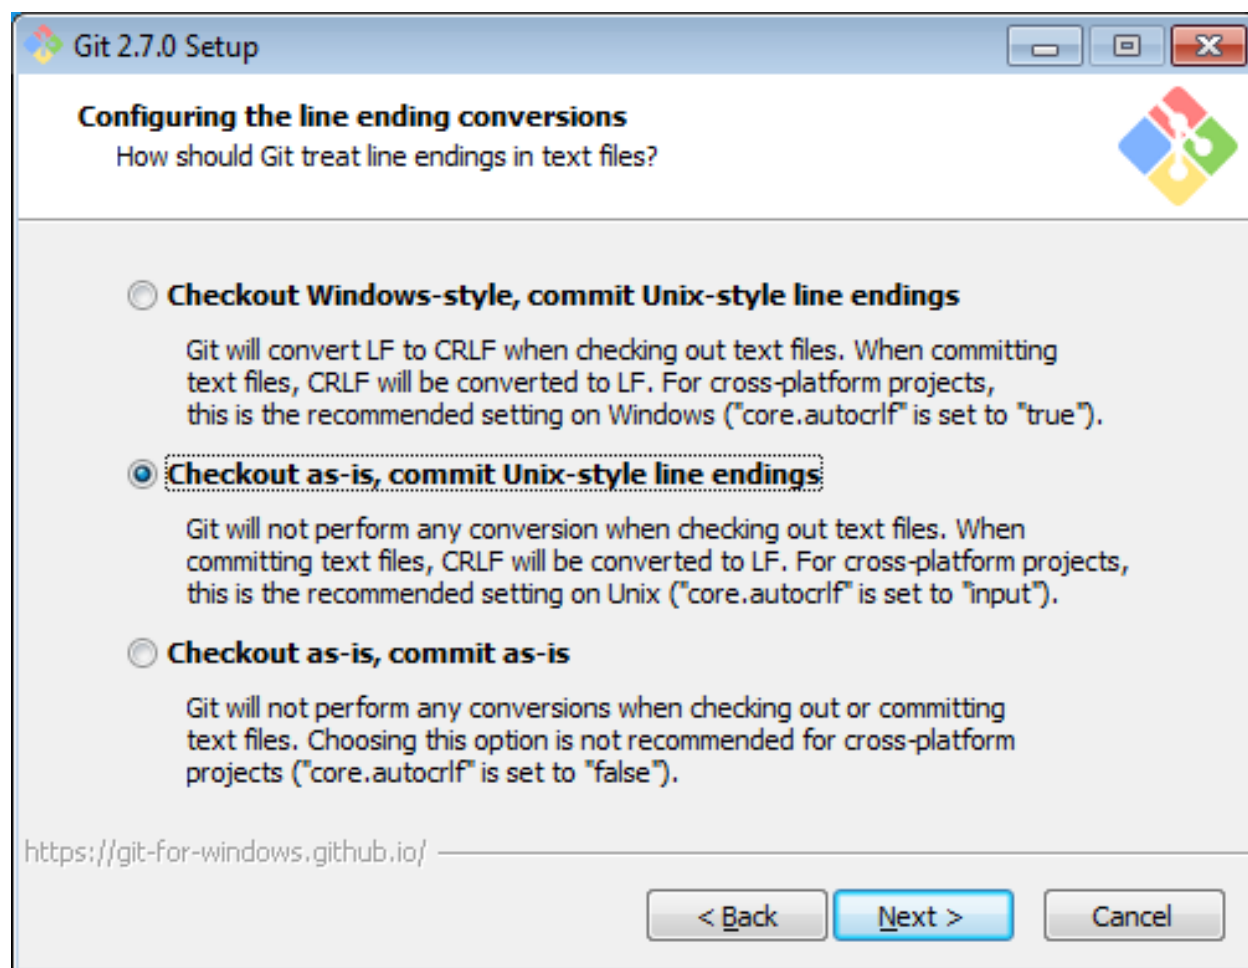 Git 2.7.0 Setup
Configuring the line ending conversions
How should Git treat line endings in text files?
Checkout Windows-style, commit Unix-style line endings
Git will convert LF to CRLF when checking out text files. When committing
text files, CRLF will be converted to LF. For cross-platform projects,
this is the recommended setting on Windows ("core.autocrlf" is set to "true").
Checkout as-is, commit Unix-style line endings
Git will not perform any conversion when checking out text files. When
committing text files, CRLF will be converted to LF. For cross-platform projects,
this is the recommended setting on Unix ("core.autocrlf" is set to "input").
Checkout as-is, commit as-is
Git will not perform any conversions when checking out or committing
text files. Choosing this option is not recommended for cross-platform
projects ("core.autocrlf" is set to "false").
https://git-for-windows.github.io/
< Back Next > Cancel